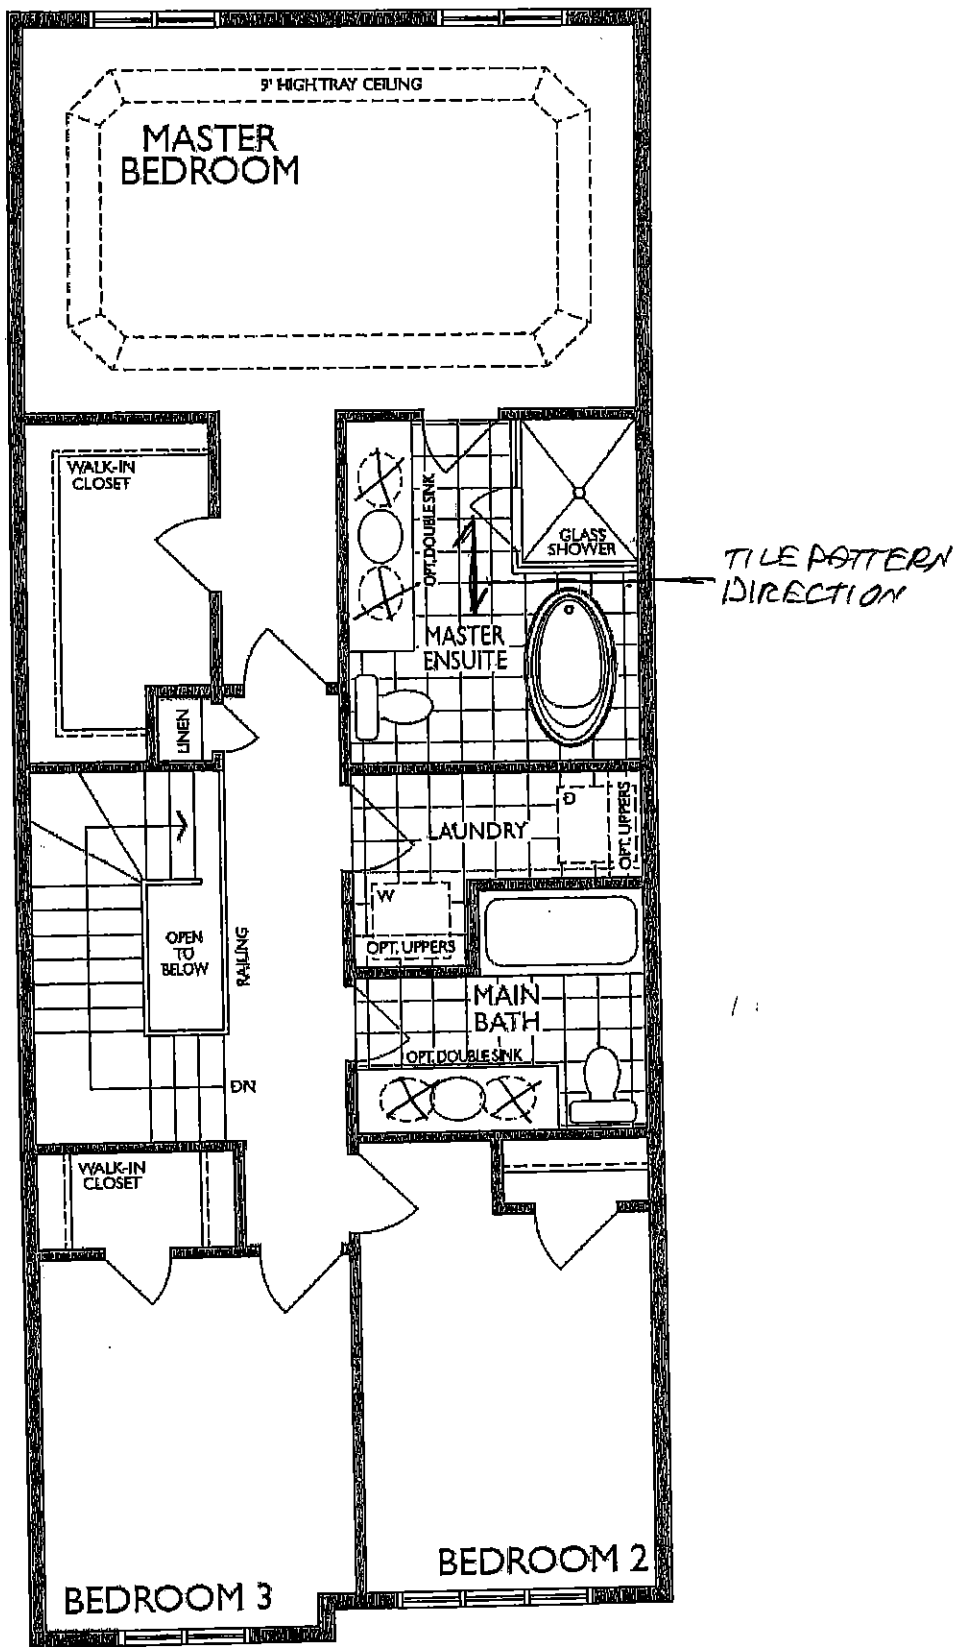 9' HIGH TRAY CEILING
MASTER
BEDROOM
WALK-IN
CLOSET
OPT. DOUBLE SINK
GLASS
SHOWER
TILE PATTERN
DIRECTION
MASTER
ENSUITE
LINEN
D
OPT. UPPERS
LAUNDRY
W
OPT. UPPERS
OPEN
TO
BELOW
RAILING
MAIN
BATH
OPT. DOUBLE SINK
DN
WALK-IN
CLOSET
BEDROOM 2
BEDROOM 3